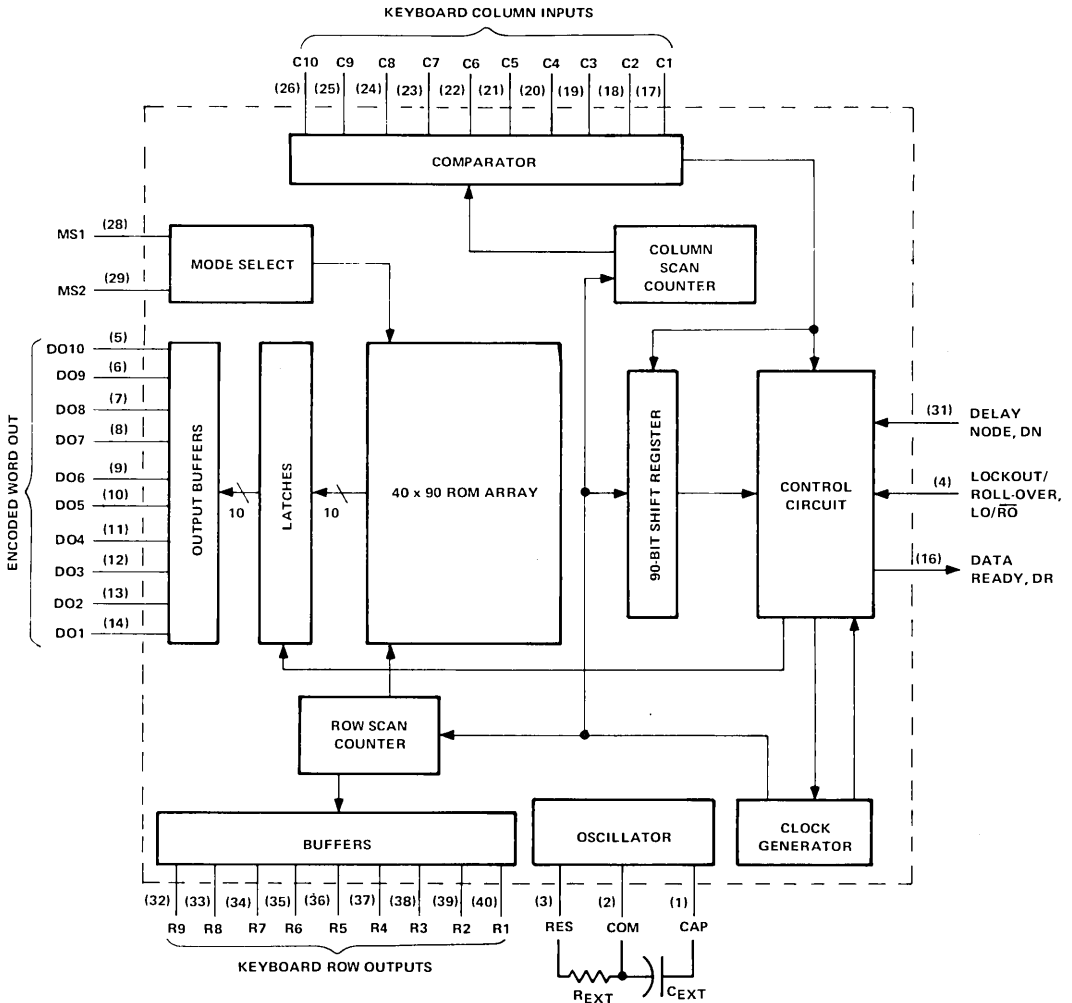 KEYBOARD COLUMN INPUTS
C10 C9 C8 C7 C6 C5 C4 C3 C2 C1
(26) (25) (24) (23) (22) (21) (20) (19) (18) (17)
COMPARATOR
MS1 (28)
MS2 (29)
MODE SELECT
COLUMN
SCAN
COUNTER
ENCODED WORD OUT
DO10 (5)
DO9 (6)
DO8 (7)
DO7 (8)
DO6 (9)
DO5 (10)
DO4 (11)
DO3 (12)
DO2 (13)
DO1 (14)
OUTPUT BUFFERS
10
LATCHES
10
40 x 90 ROM ARRAY
90-BIT SHIFT REGISTER
CONTROL
CIRCUIT
(31) DELAY
NODE, DN
(4) LOCKOUT/
ROLL-OVER,
LO/R̅O̅
(16) DATA
READY, DR
ROW SCAN
COUNTER
BUFFERS
OSCILLATOR
CLOCK
GENERATOR
(32) (33) (34) (35) (36) (37) (38) (39) (40)
R9 R8 R7 R6 R5 R4 R3 R2 R1
KEYBOARD ROW OUTPUTS
(3) (2) (1)
RES COM CAP
REXT CEXT